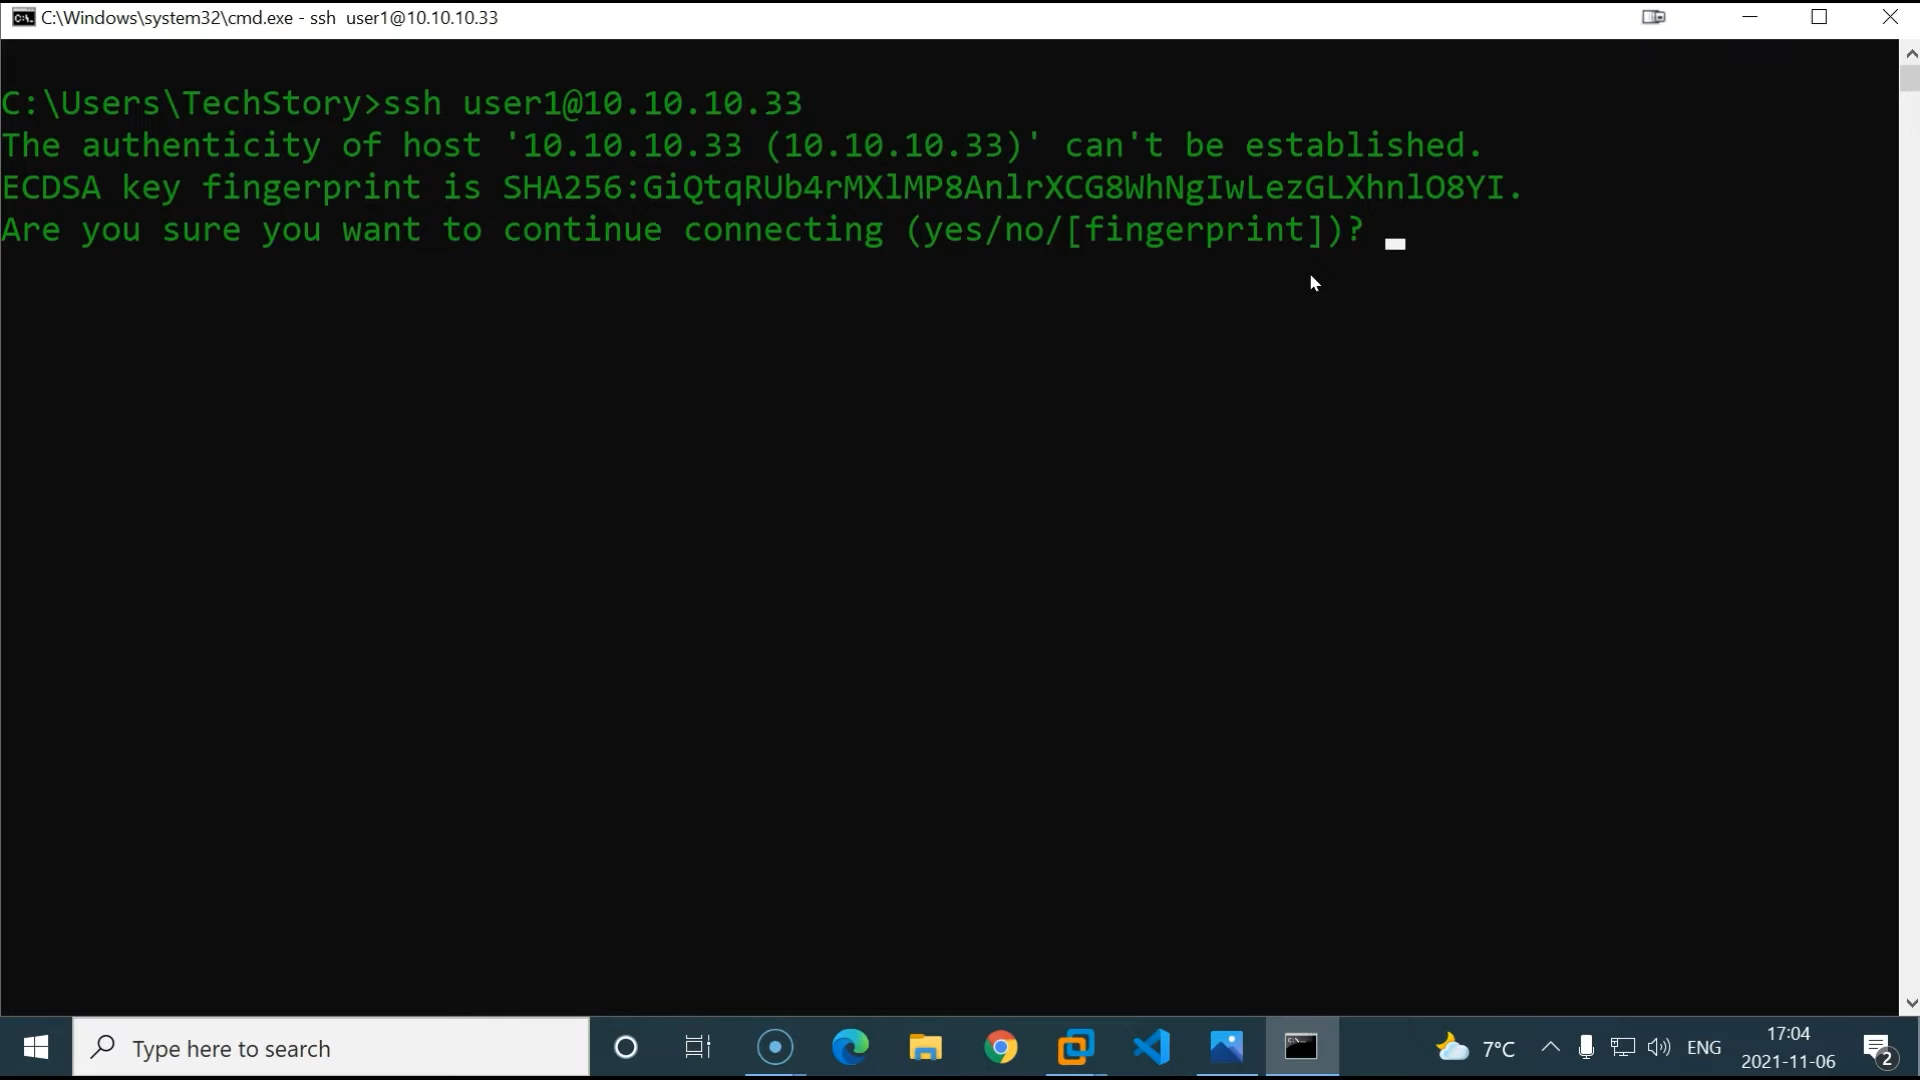 C:\Windows\system32\cmd.exe - ssh  user1@10.10.10.33
C:\Users\TechStory>ssh user1@10.10.10.33
The authenticity of host '10.10.10.33 (10.10.10.33)' can't be established.
ECDSA key fingerprint is SHA256:GiQtqRUb4rMXlMP8AnlrXCG8WhNgIwLezGLXhnlO8YI.
Are you sure you want to continue connecting (yes/no/[fingerprint])?
Type here to search
7°C
ENG
17:04
2021-11-06
2